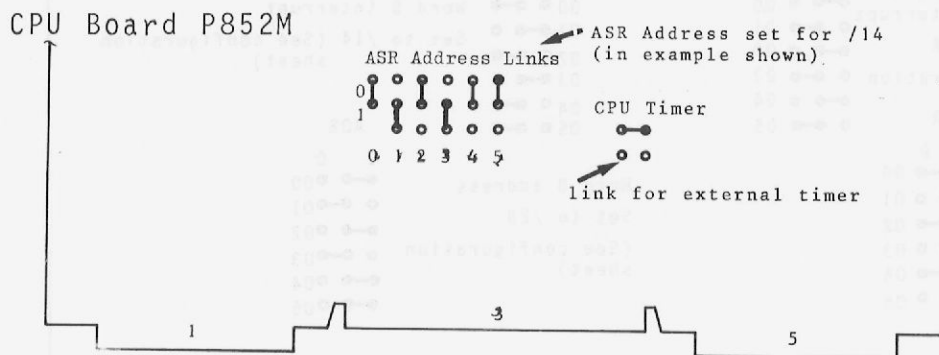 CPU Board P852M
ASR Address set for /14
(in example shown)
ASR Address Links
0
1
0 1 2 3 4 5
CPU Timer
link for external timer
1
3
5